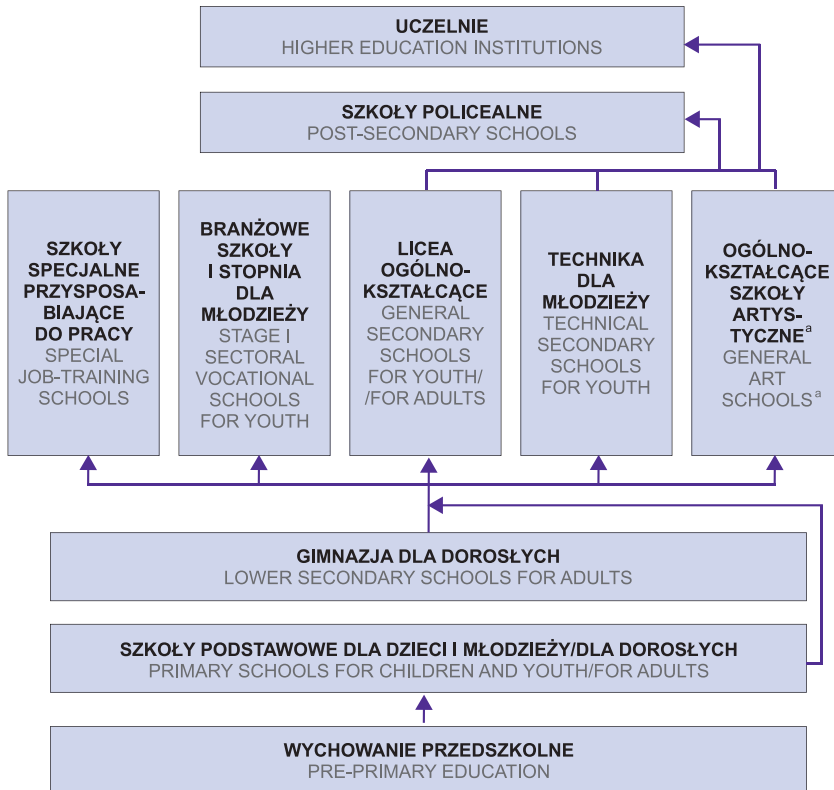 UCZELNIE
HIGHER EDUCATION INSTITUTIONS
SZKOŁY POLICEALNE
POST-SECONDARY SCHOOLS
SZKOŁY
SPECJALNE
PRZYSPOSA-
BIAJĄCE
DO PRACY
SPECIAL
JOB-TRAINING
SCHOOLS
BRANŻOWE
SZKOŁY
I STOPNIA
DLA
MŁODZIEŻY
STAGE I
SECTORAL
VOCATIONAL
SCHOOLS
FOR YOUTH
LICEA
OGÓLNO-
KSZTAŁCĄCE
GENERAL
SECONDARY
SCHOOLS
FOR YOUTH/
/FOR ADULTS
TECHNIKA
DLA
MŁODZIEŻY
TECHNICAL
SECONDARY
SCHOOLS
FOR YOUTH
OGÓLNO-
KSZTAŁCĄCE
SZKOŁY
ARTYS-
TYCZNE a
GENERAL
ART
SCHOOLS a
GIMNAZJA DLA DOROSŁYCH
LOWER SECONDARY SCHOOLS FOR ADULTS
SZKOŁY PODSTAWOWE DLA DZIECI I MŁODZIEŻY/DLA DOROSŁYCH
PRIMARY SCHOOLS FOR CHILDREN AND YOUTH/FOR ADULTS
WYCHOWANIE PRZEDSZKOLNE
PRE-PRIMARY EDUCATION